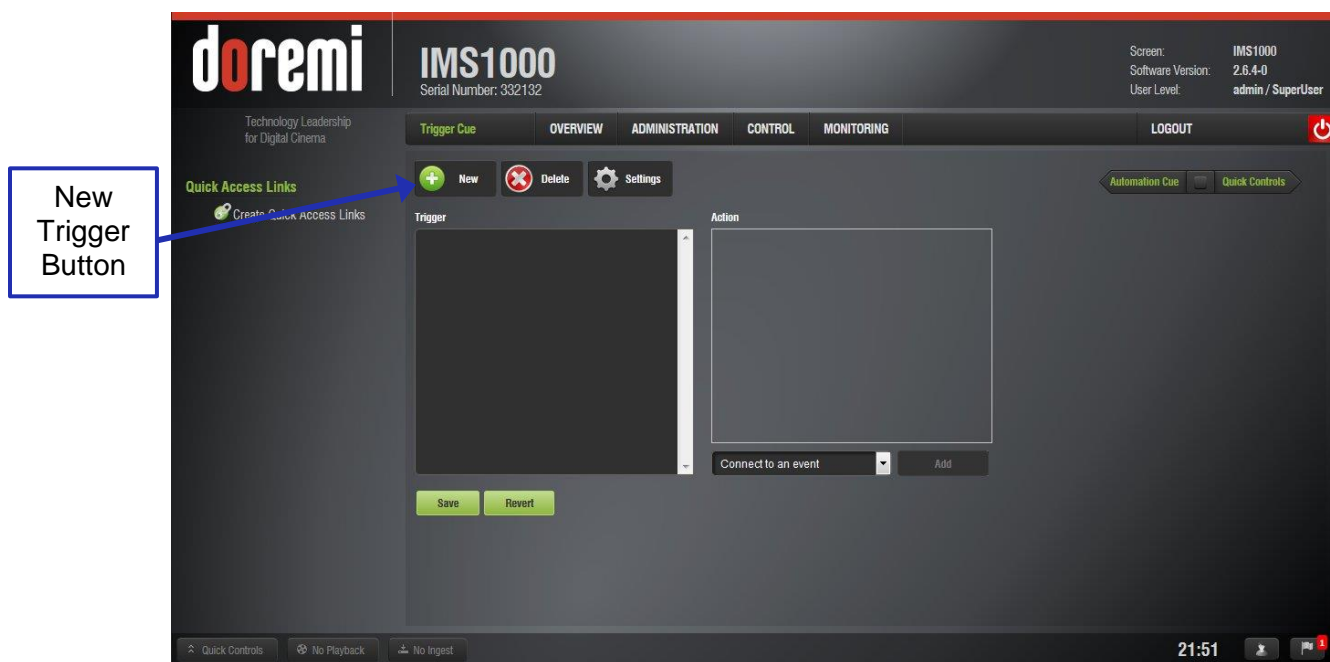 doremi
Technology Leadership
for Digital Cinema
IMS1000
Serial Number: 332132
Screen: IMS1000
Software Version: 2.6.4-0
User Level: admin / SuperUser
Trigger Cue OVERVIEW ADMINISTRATION CONTROL MONITORING LOGOUT
New
Trigger
Button
Quick Access Links
Create Quick Access Links
New Delete Settings
Automation Cue Quick Controls
Trigger Action
Connect to an event Add
Save Revert
Quick Controls No Playback No Ingest 21:51 1